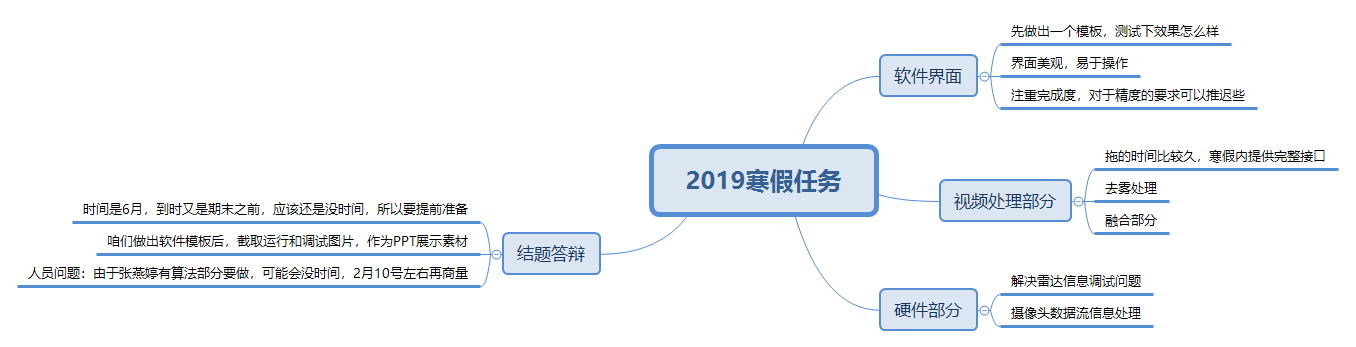 2019寒假任务
软件界面
先做出一个模板，测试下效果怎么样
界面美观，易于操作
注重完成度，对于精度的要求可以推迟些
视频处理部分
拖的时间比较久，寒假内提供完整接口
去雾处理
融合部分
硬件部分
解决雷达信息调试问题
摄像头数据流信息处理
结题答辩
时间是6月，到时又是期末之前，应该还是没时间，所以要提前准备
咱们做出软件模板后，截取运行和调试图片，作为PPT展示素材
人员问题：由于张燕婷有算法部分要做，可能会没时间，2月10号左右再商量